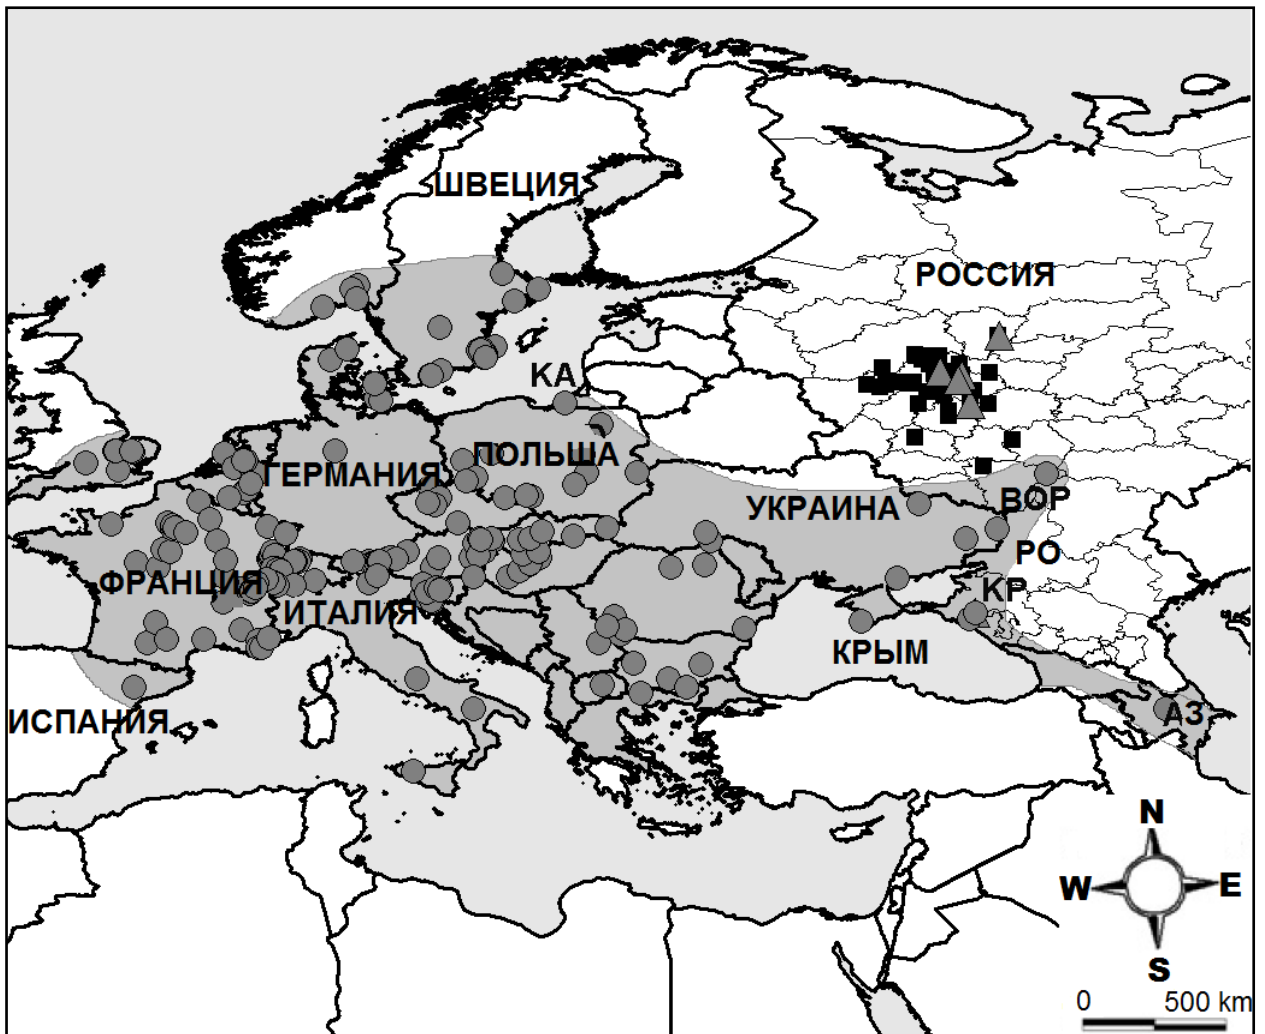 ШВЕЦИЯ
РОССИЯ
КА
ПОЛЬША
ГЕРМАНИЯ
УКРАИНА
ВОР
РО
ФРАНЦИЯ
КР
ИТАЛИЯ
КРЫМ
ИСПАНИЯ
АЗ
N
W
E
S
0 500 km